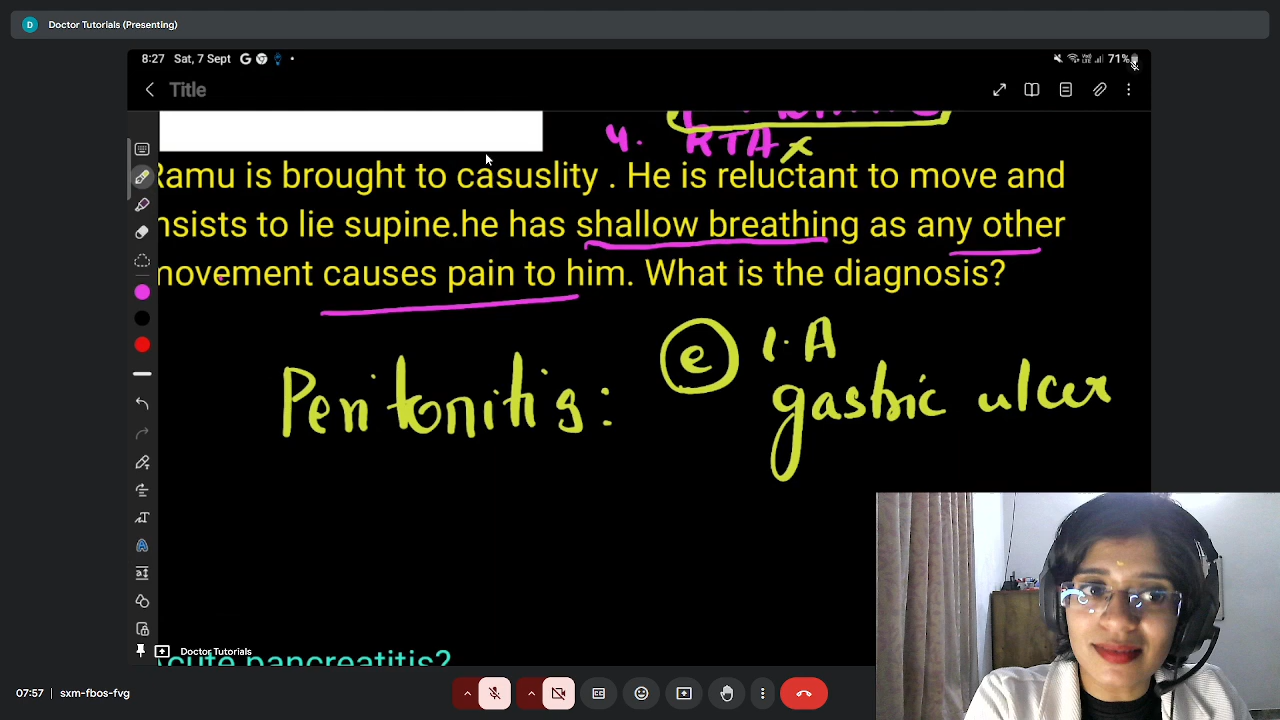 D Doctor Tutorials (Presenting)
8:27 Sat, 7 Sept G
71%
Title
4. RTA x
Ramu is brought to casuslity . He is reluctant to move and
nsists to lie supine.he has shallow breathing as any other
movement causes pain to him. What is the diagnosis?
Peritonitis: e 1. A
gastric ulcer
Doctor Tutorials
Acute pancreatitis?
07:57 | sxm-fbos-fvg